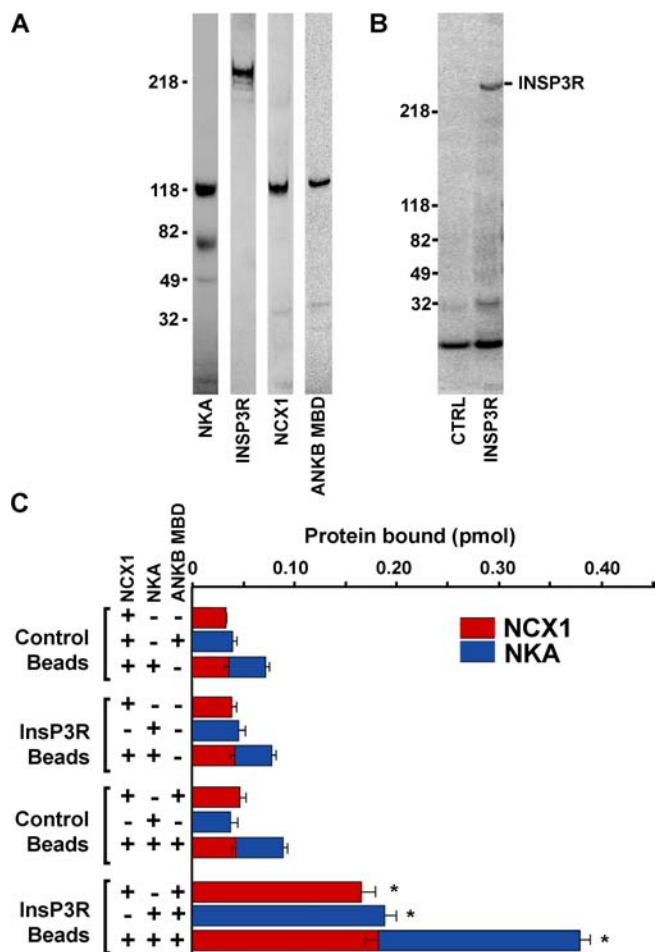 A
218
118
82
49
32
NKA
INSP3R
NCX1
ANKB MBD
B
INSP3R
218
118
82
49
32
CTRL
INSP3R
C
Protein bound (pmol)
NCX1
NKA
ANKB MBD
0 0.10 0.20 0.30 0.40
NCX1
NKA
Control
Beads
+ - -
+ - +
+ + -
InsP3R
Beads
+ - -
- + -
+ + -
Control
Beads
+ - +
- + +
+ + +
InsP3R
Beads
+ - + *
- + + *
+ + + *